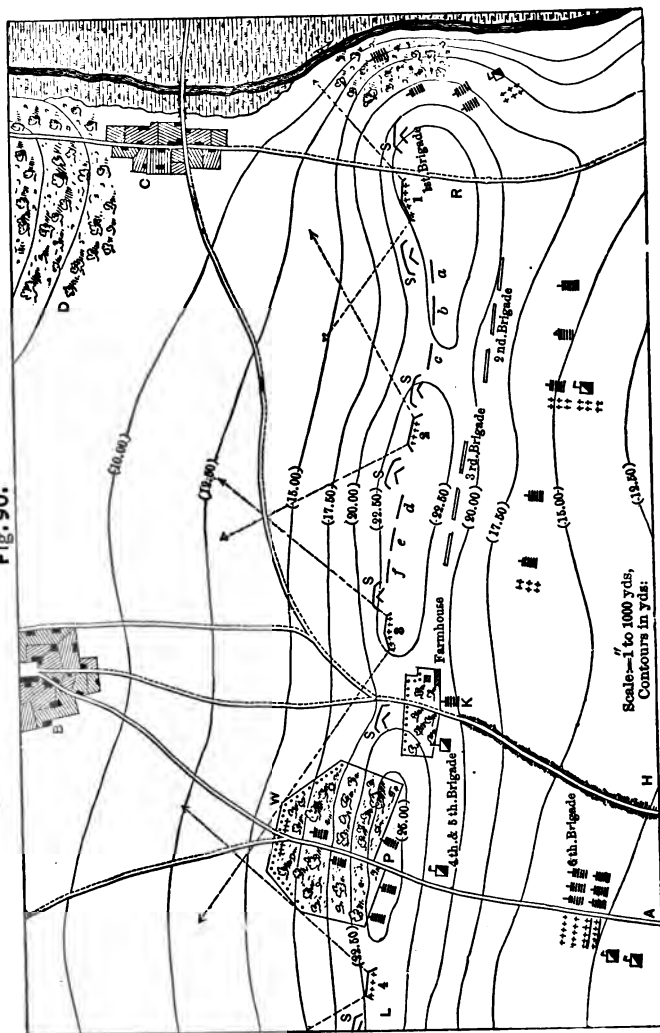 Fig. 90.
D
C
(10.00)
(12.50)
(15.00)
(17.50)
(20.00)
(22.50)
B
W
S
1
1st. Brigade
R
S
a
b
c
2nd. Brigade
S
2
S
d
e
f
3rd. Brigade
(22.50)
(20.00)
(17.50)
(15.00)
(12.50)
S
3
Farmhouse
S
K
P
(25.00)
(22.50)
4th. & 5th. Brigade
S
4
L
6th. Brigade
H
A
Scale:=1" to 1000 yds,
Contours in yds: